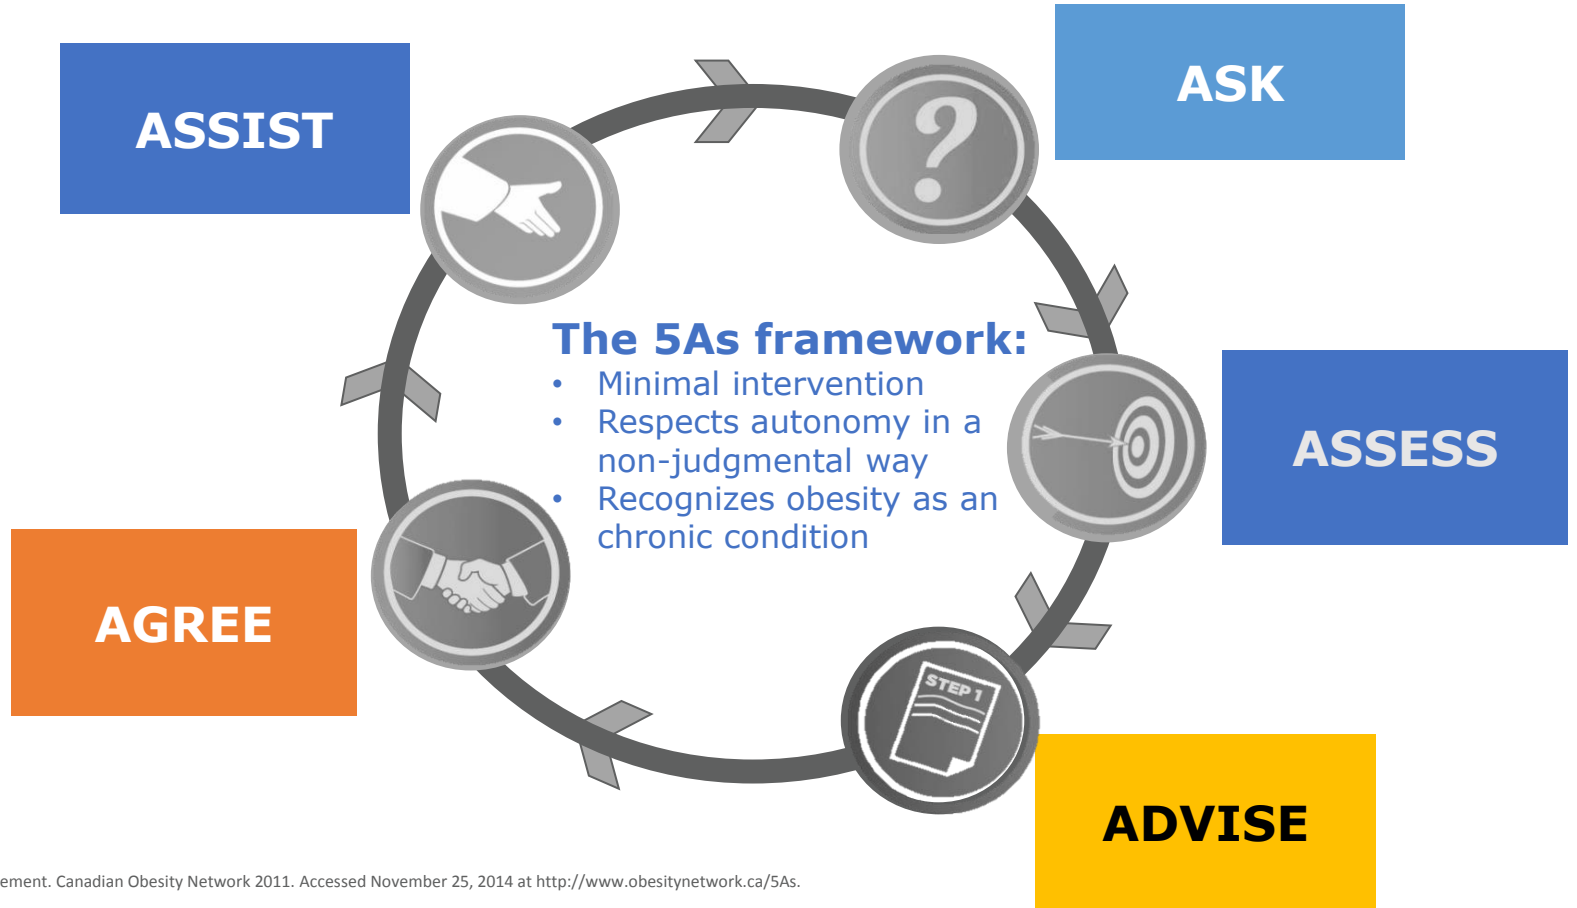 ASK
ASSIST
The 5As framework:
• Minimal intervention
• Respects autonomy in a
non-judgmental way
• Recognizes obesity as an
chronic condition
ASSESS
AGREE
STEP 1
ADVISE
ement. Canadian Obesity Network 2011. Accessed November 25, 2014 at http://www.obesitynetwork.ca/5As.